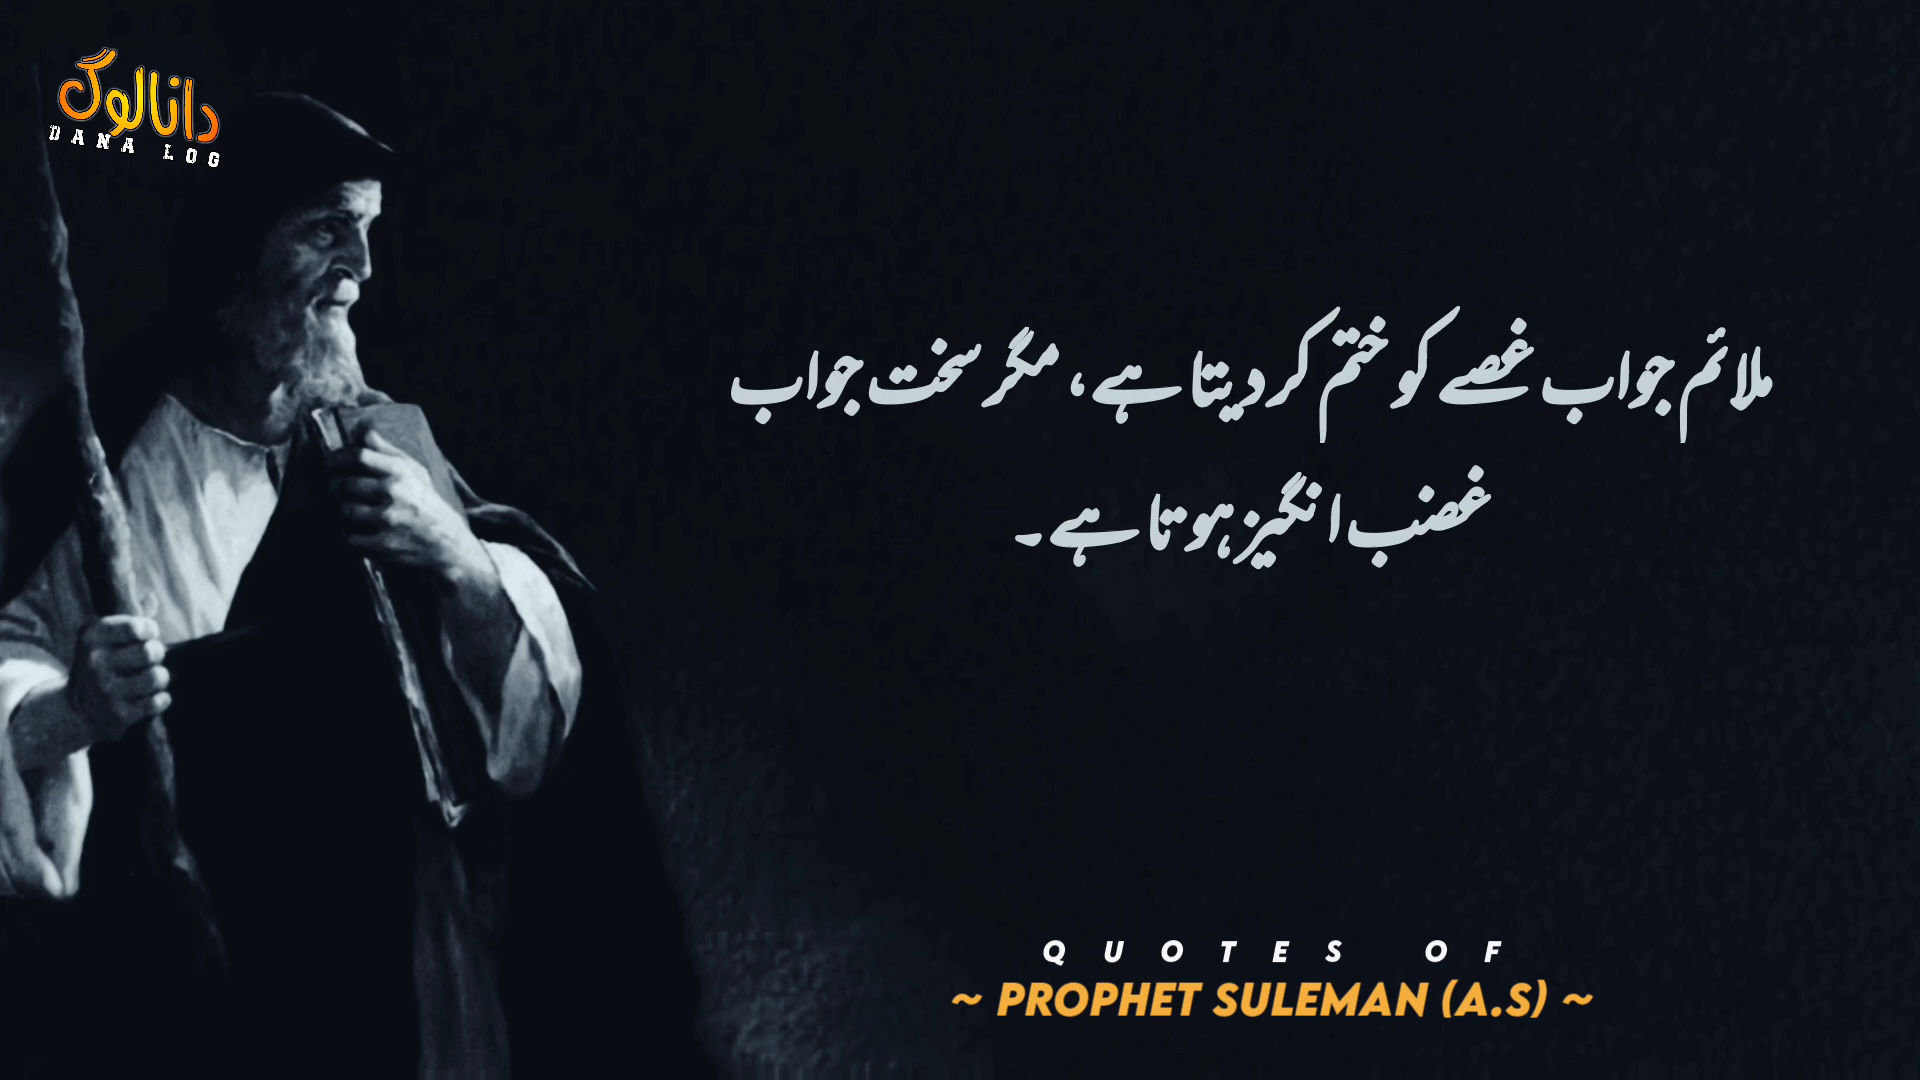 دانالوگ
DANA LOG
ملائم جواب غصے کو ختم کر دیتا ہے، مگر سخت جواب
غضب انگیز ہوتا ہے۔
QUOTES OF
~ PROPHET SULEMAN (A.S) ~